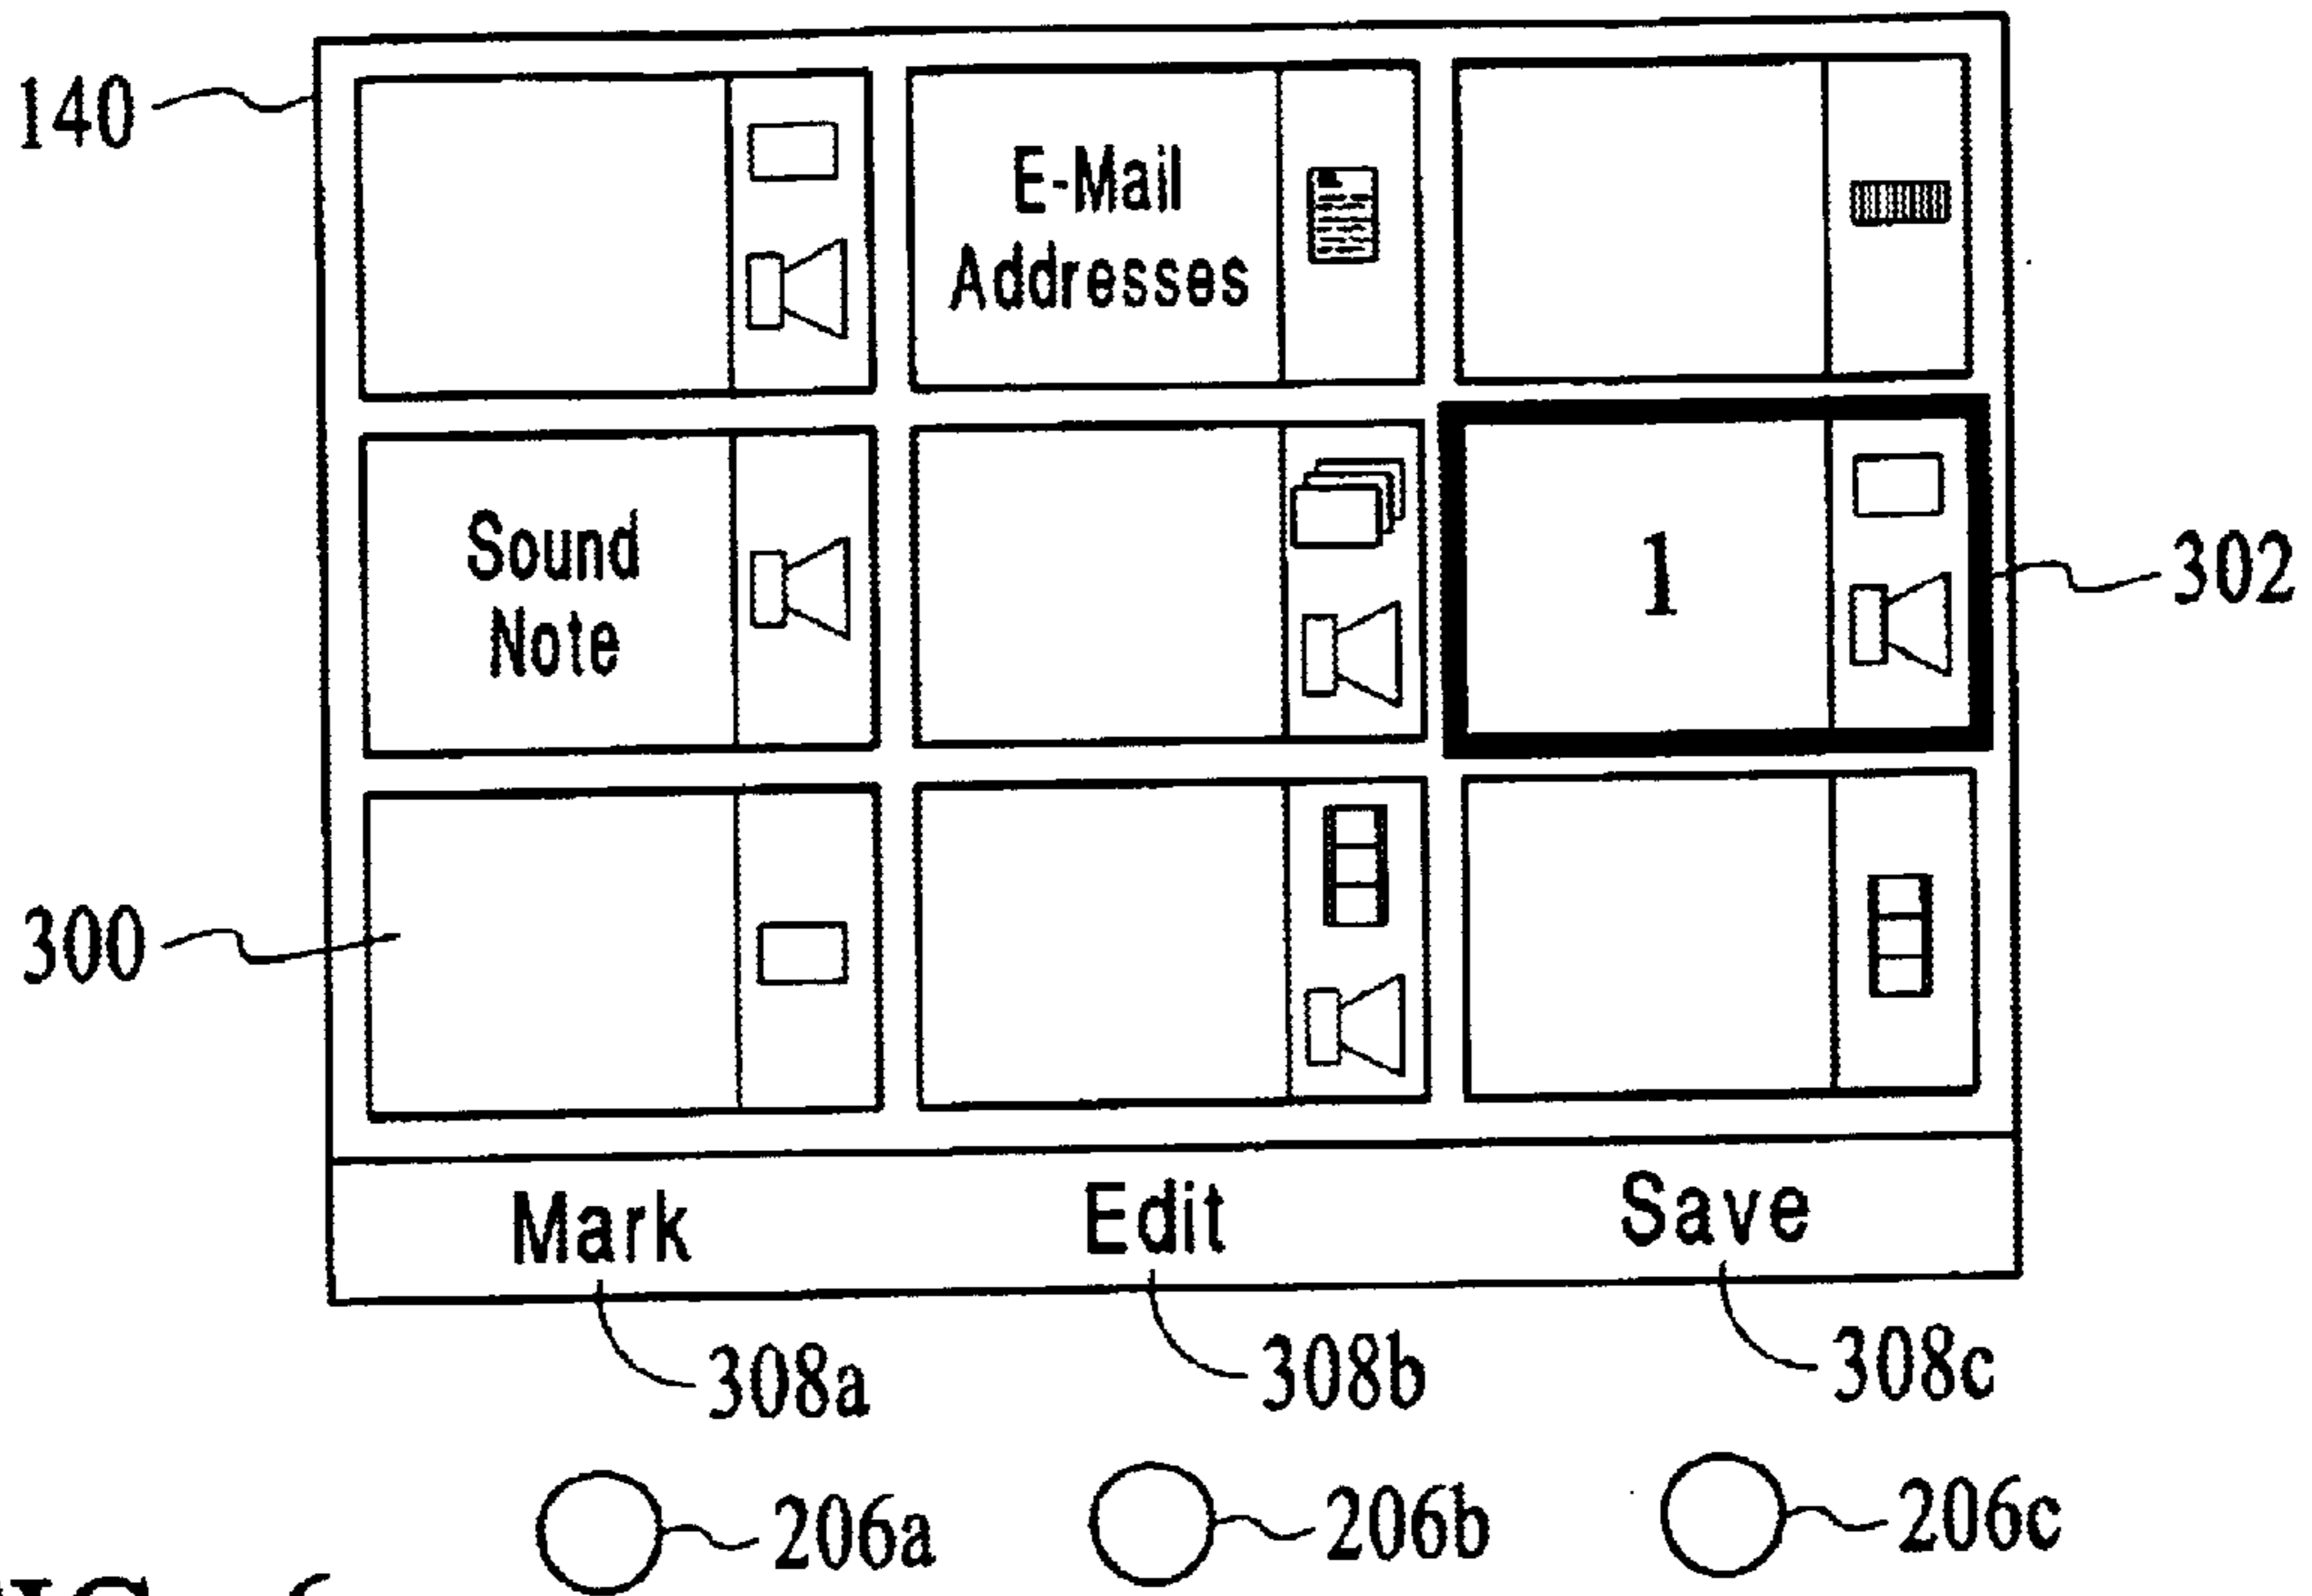 140
E-Mail
Addresses
Sound
Note
1
302
300
Mark
Edit
Save
308a
308b
308c
206a
206b
206c